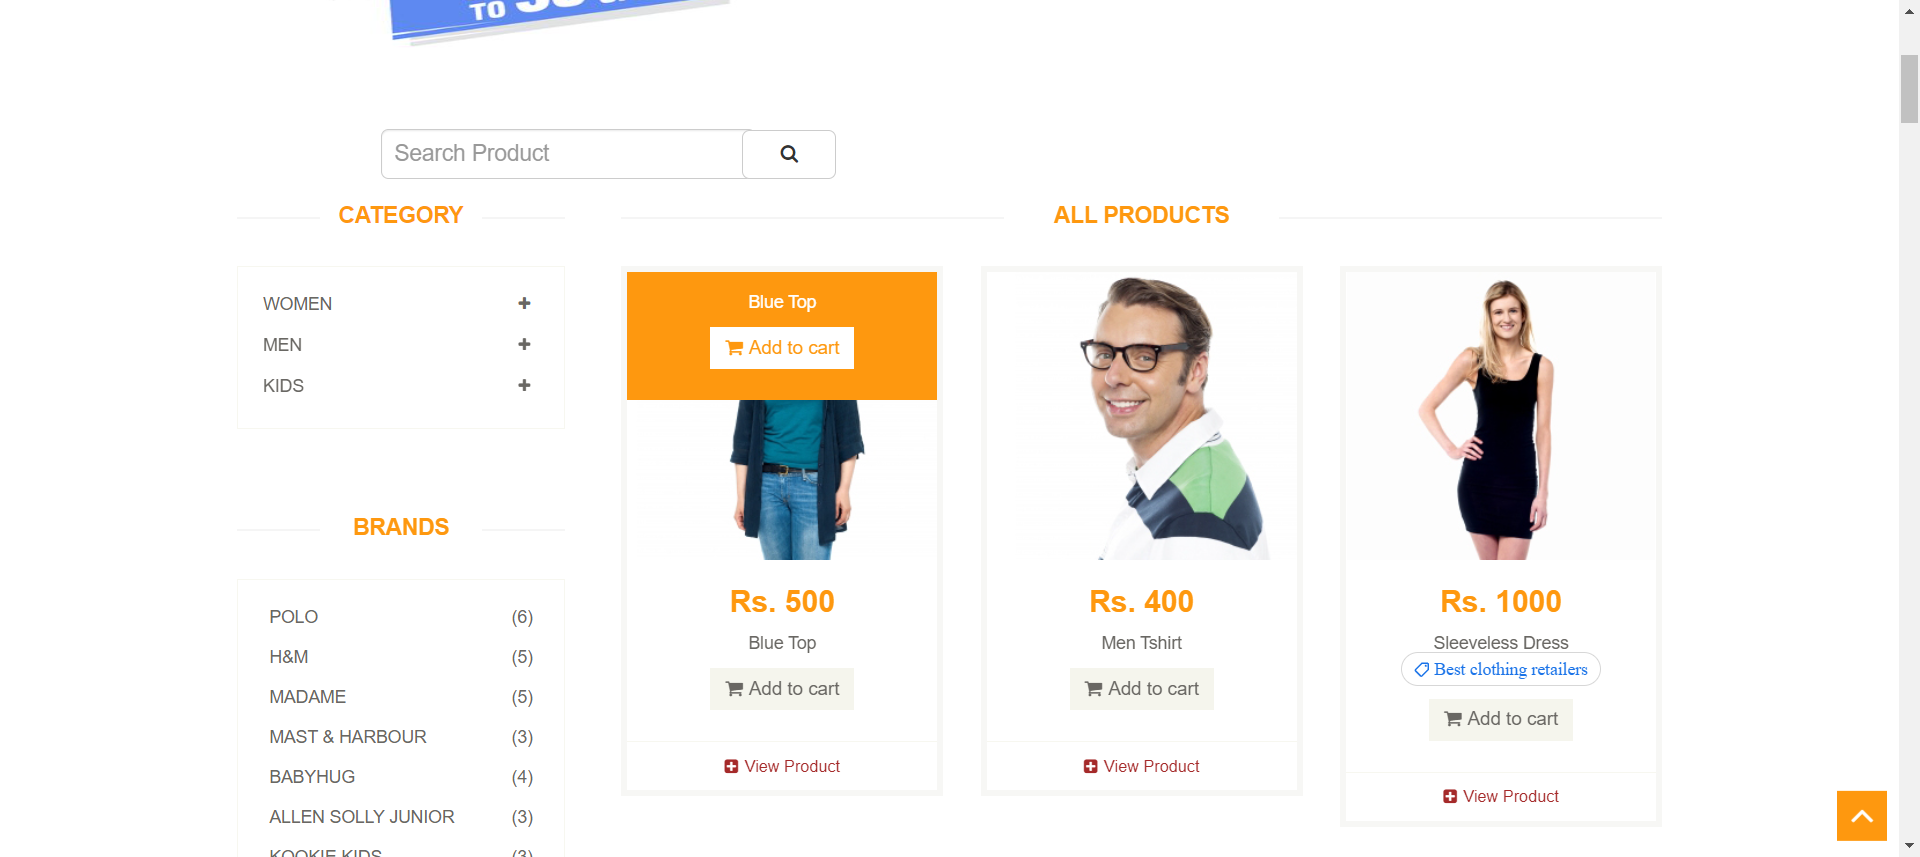 TO
Search Product
CATEGORY
WOMEN
MEN
KIDS
BRANDS
POLO (6)
H&M (5)
MADAME (5)
MAST & HARBOUR (3)
BABYHUG (4)
ALLEN SOLLY JUNIOR (3)
KOOKIE KIDS (3)
ALL PRODUCTS
Blue Top
Add to cart
Rs. 500
Blue Top
Add to cart
View Product
Rs. 400
Men Tshirt
Add to cart
View Product
Rs. 1000
Sleeveless Dress
Best clothing retailers
Add to cart
View Product